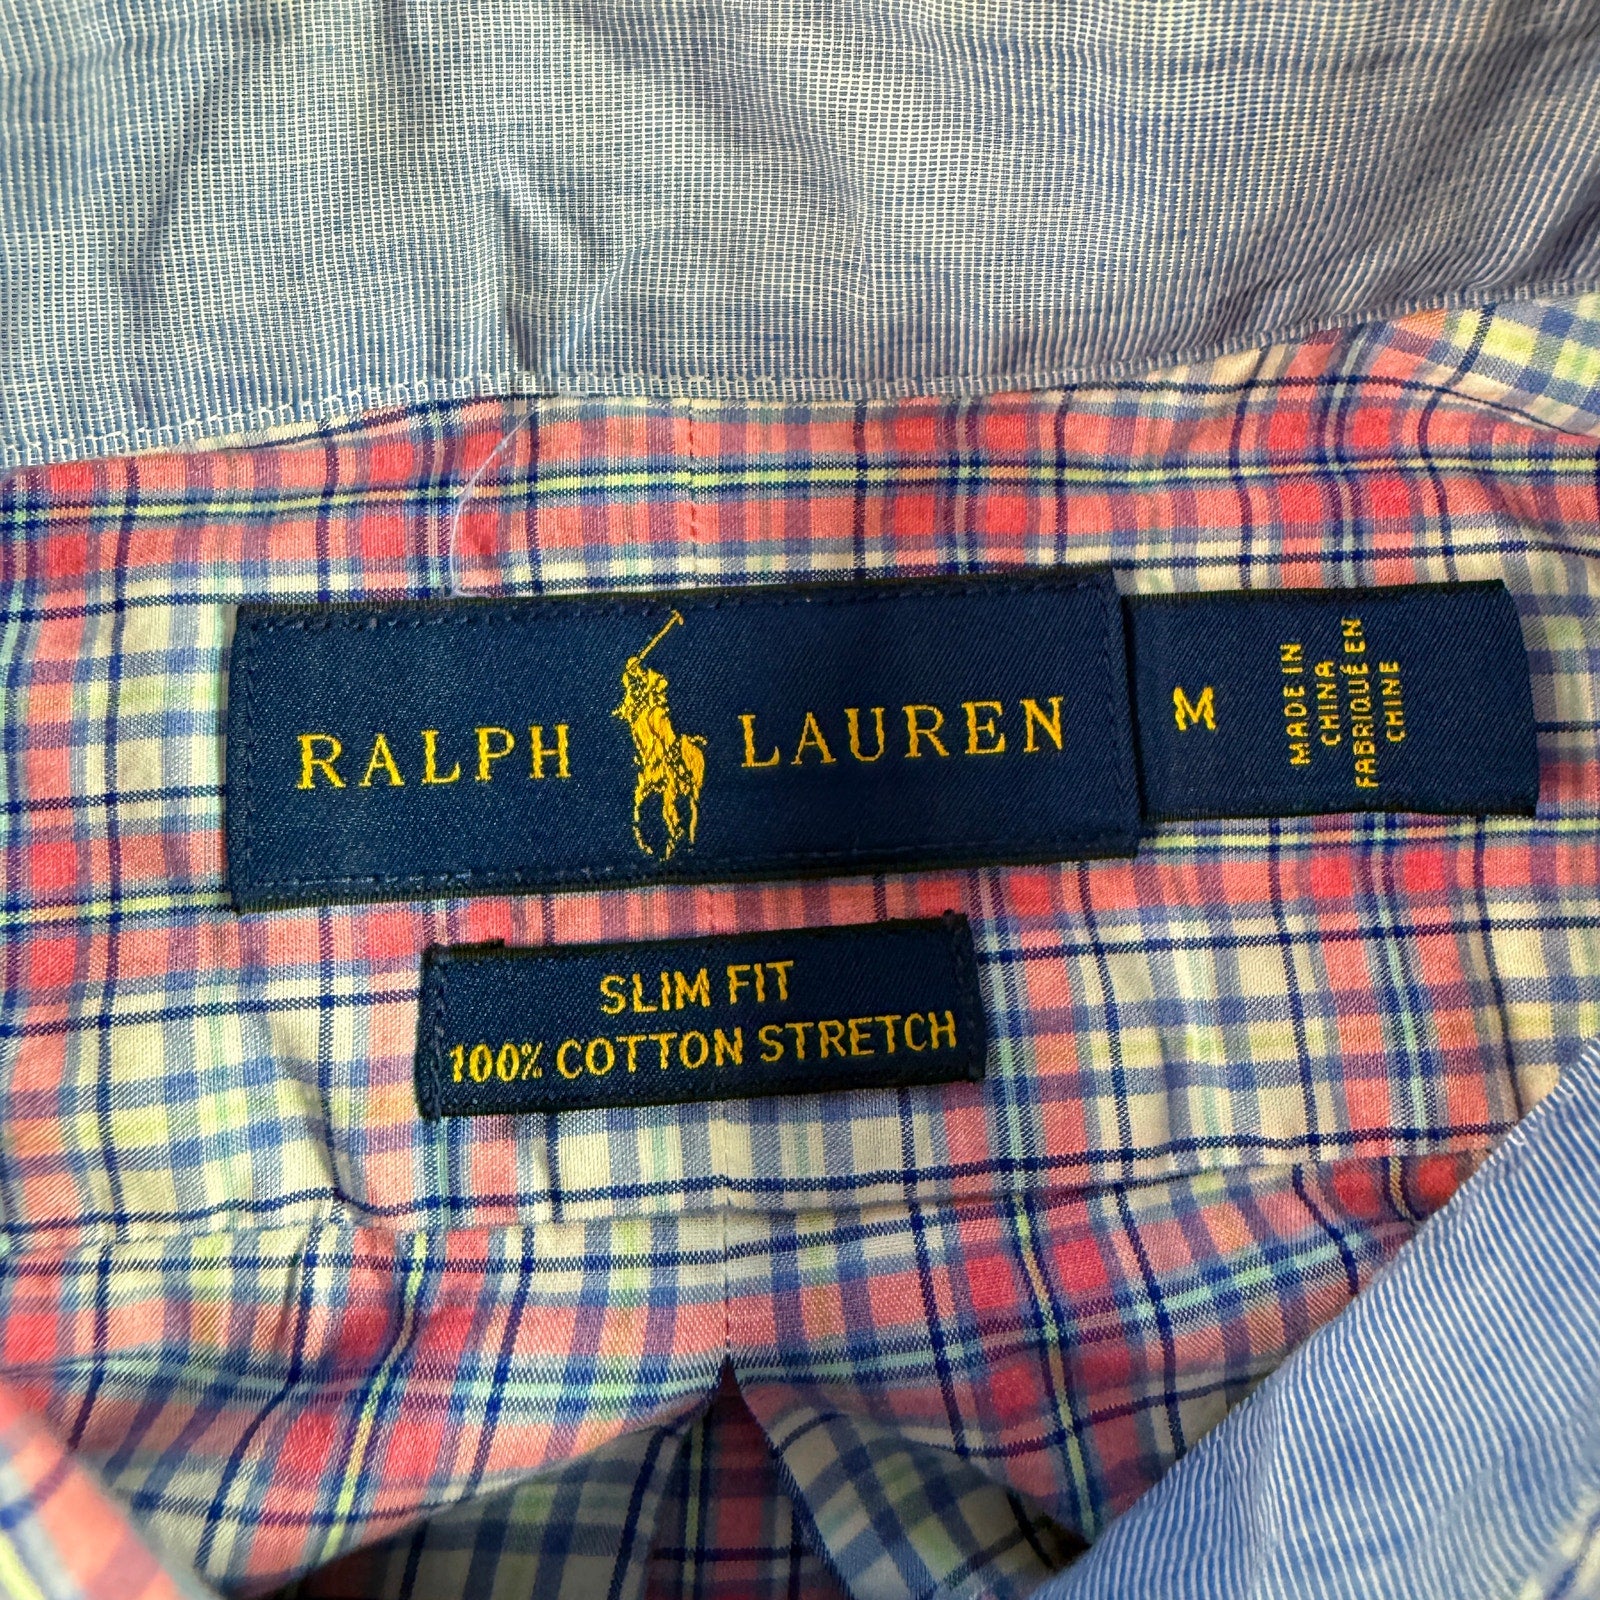 RALPH LAUREN
M
MADE IN
CHINA
FABRIQUÉ EN
CHINE
SLIM FIT
100% COTTON STRETCH